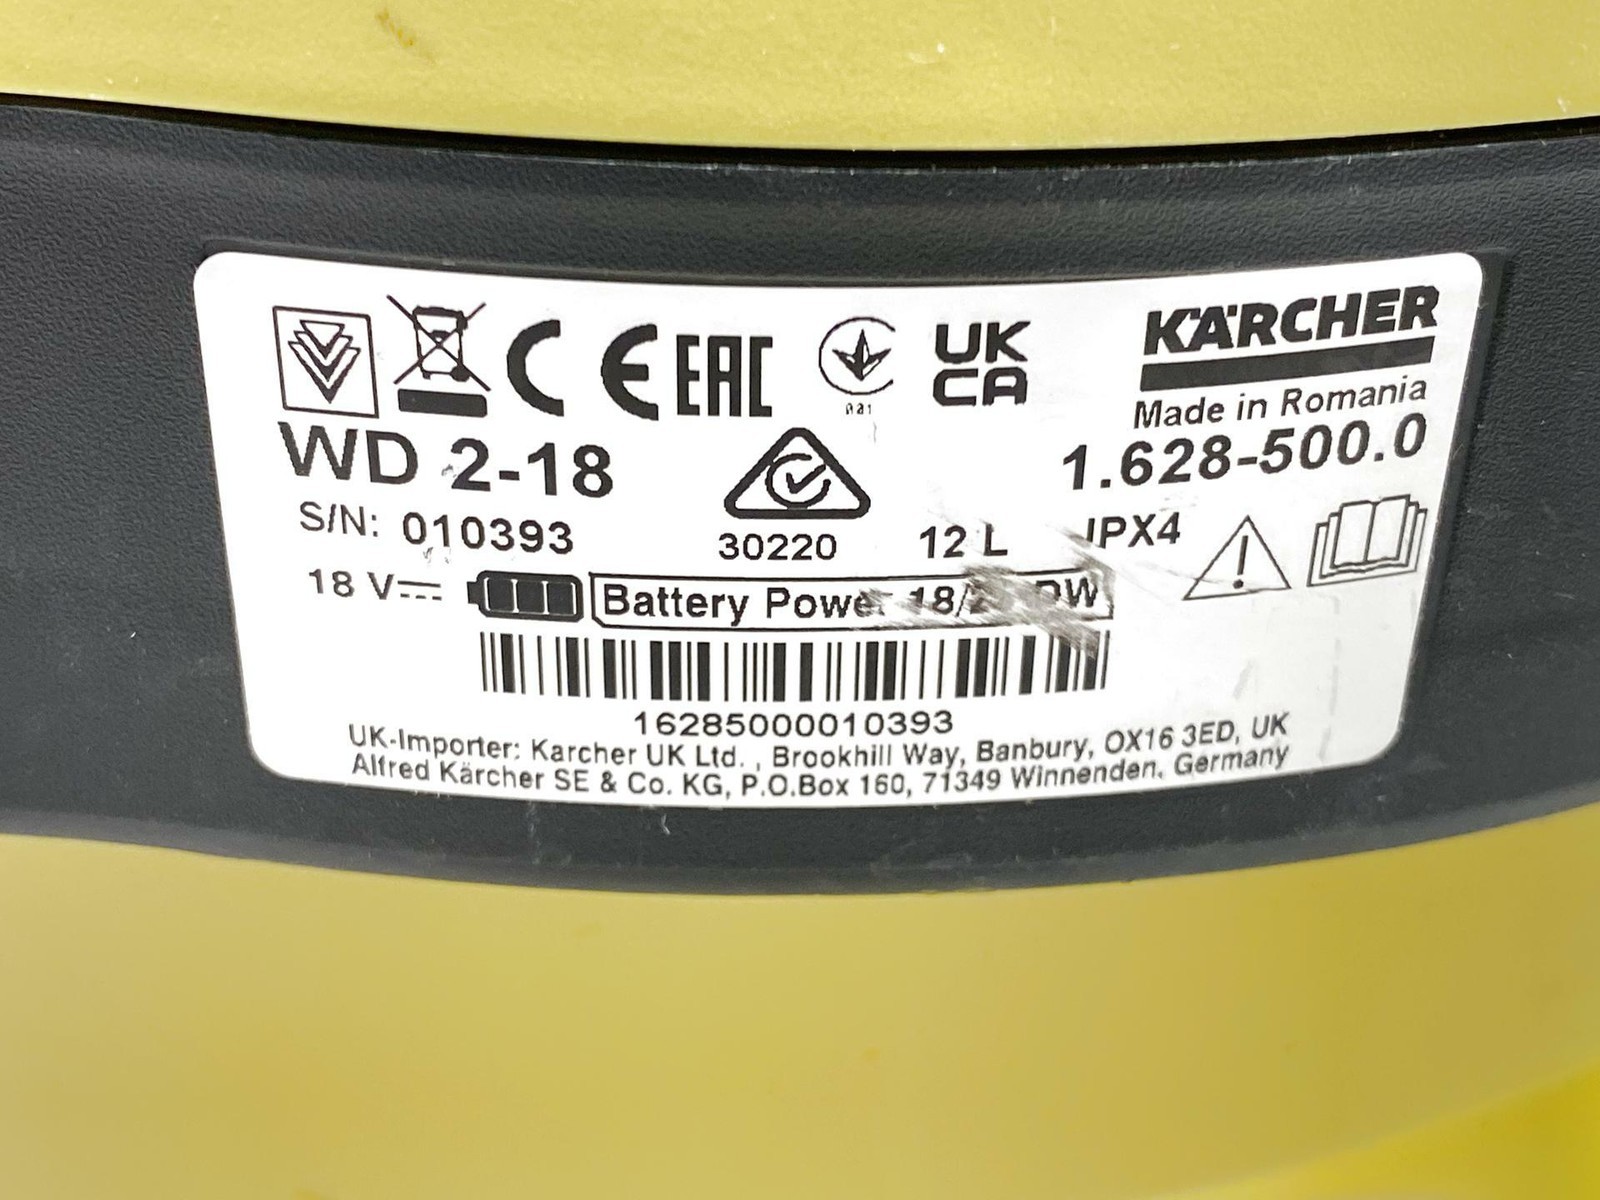 CE EAC UK CA
KÄRCHER
Made in Romania
WD 2-18
1.628-500.0
S/N: 010393
30220
12 L
IPX4
18 V
Battery Power
16285000010393
UK-Importer: Karcher UK Ltd. , Brookhill Way, Banbury, OX16 3ED, UK
Alfred Kärcher SE & Co. KG, P.O.Box 160, 71349 Winnenden, Germany